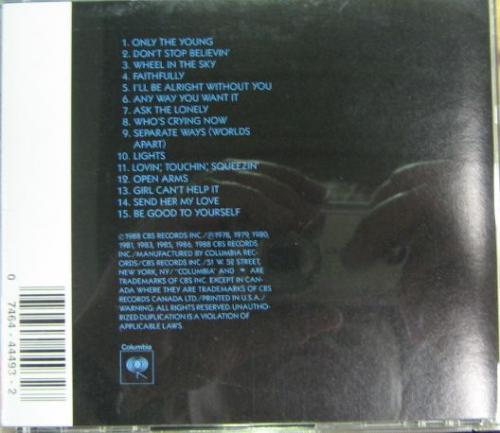 1. ONLY THE YOUNG
2. DON'T STOP BELIEVIN'
3. WHEEL IN THE SKY
4. FAITHFULLY
5. I'LL BE ALRIGHT WITHOUT YOU
6. ANY WAY YOU WANT IT
7. ASK THE LONELY
8. WHO'S CRYING NOW
9. SEPARATE WAYS (WORLDS
APART)
10. LIGHTS
11. LOVIN', TOUCHIN', SQUEEZIN'
12. OPEN ARMS
13. GIRL CAN'T HELP IT
14. SEND HER MY LOVE
15. BE GOOD TO YOURSELF
© 1988 CBS RECORDS INC./℗ 1978, 1979, 1980,
1981, 1983, 1985, 1986, 1988 CBS RECORDS
INC./MANUFACTURED BY COLUMBIA REC-
ORDS/CBS RECORDS INC./51 W. 52 STREET,
NEW YORK, NY/"COLUMBIA" AND ARE
TRADEMARKS OF CBS INC. EXCEPT IN CAN-
ADA WHERE THEY ARE TRADEMARKS OF CBS
RECORDS CANADA LTD./PRINTED IN U.S.A./
WARNING: ALL RIGHTS RESERVED. UNAUTHO-
RIZED DUPLICATION IS A VIOLATION OF
APPLICABLE LAWS.
Columbia
0 7464-44493-2